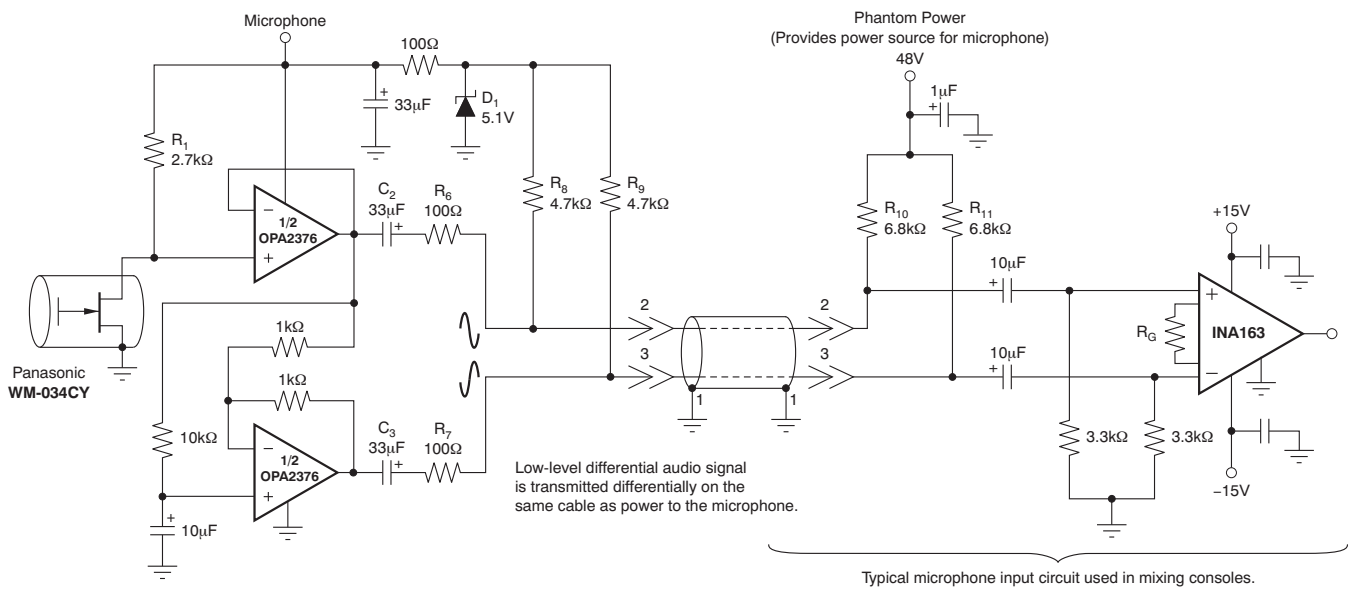 Microphone
Phantom Power
(Provides power source for microphone)
48V
100Ω
+
33μF
D1
5.1V
1μF
+
R1
2.7kΩ
R8
4.7kΩ
R9
4.7kΩ
R10
6.8kΩ
R11
6.8kΩ
+15V
−
1/2
OPA2376
+
C2
33μF
+
R6
100Ω
10μF
+
+
RG
INA163
−
10μF
+
2
2
3
3
1
1
Panasonic
WM-034CY
1kΩ
1kΩ
10kΩ
−
1/2
OPA2376
+
C3
33μF
+
R7
100Ω
3.3kΩ
3.3kΩ
−15V
+
10μF
Low-level differential audio signal
is transmitted differentially on the
same cable as power to the microphone.
Typical microphone input circuit used in mixing consoles.